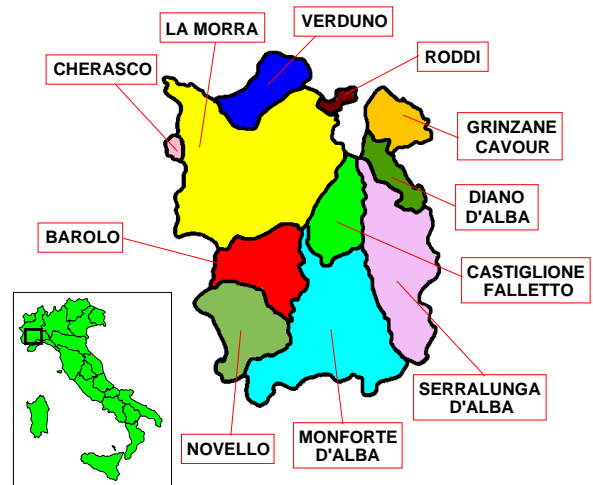 VERDUNO
LA MORRA
RODDI
CHERASCO
GRINZANE
CAVOUR
DIANO
D'ALBA
BAROLO
CASTIGLIONE
FALLETTO
SERRALUNGA
D'ALBA
NOVELLO
MONFORTE
D'ALBA